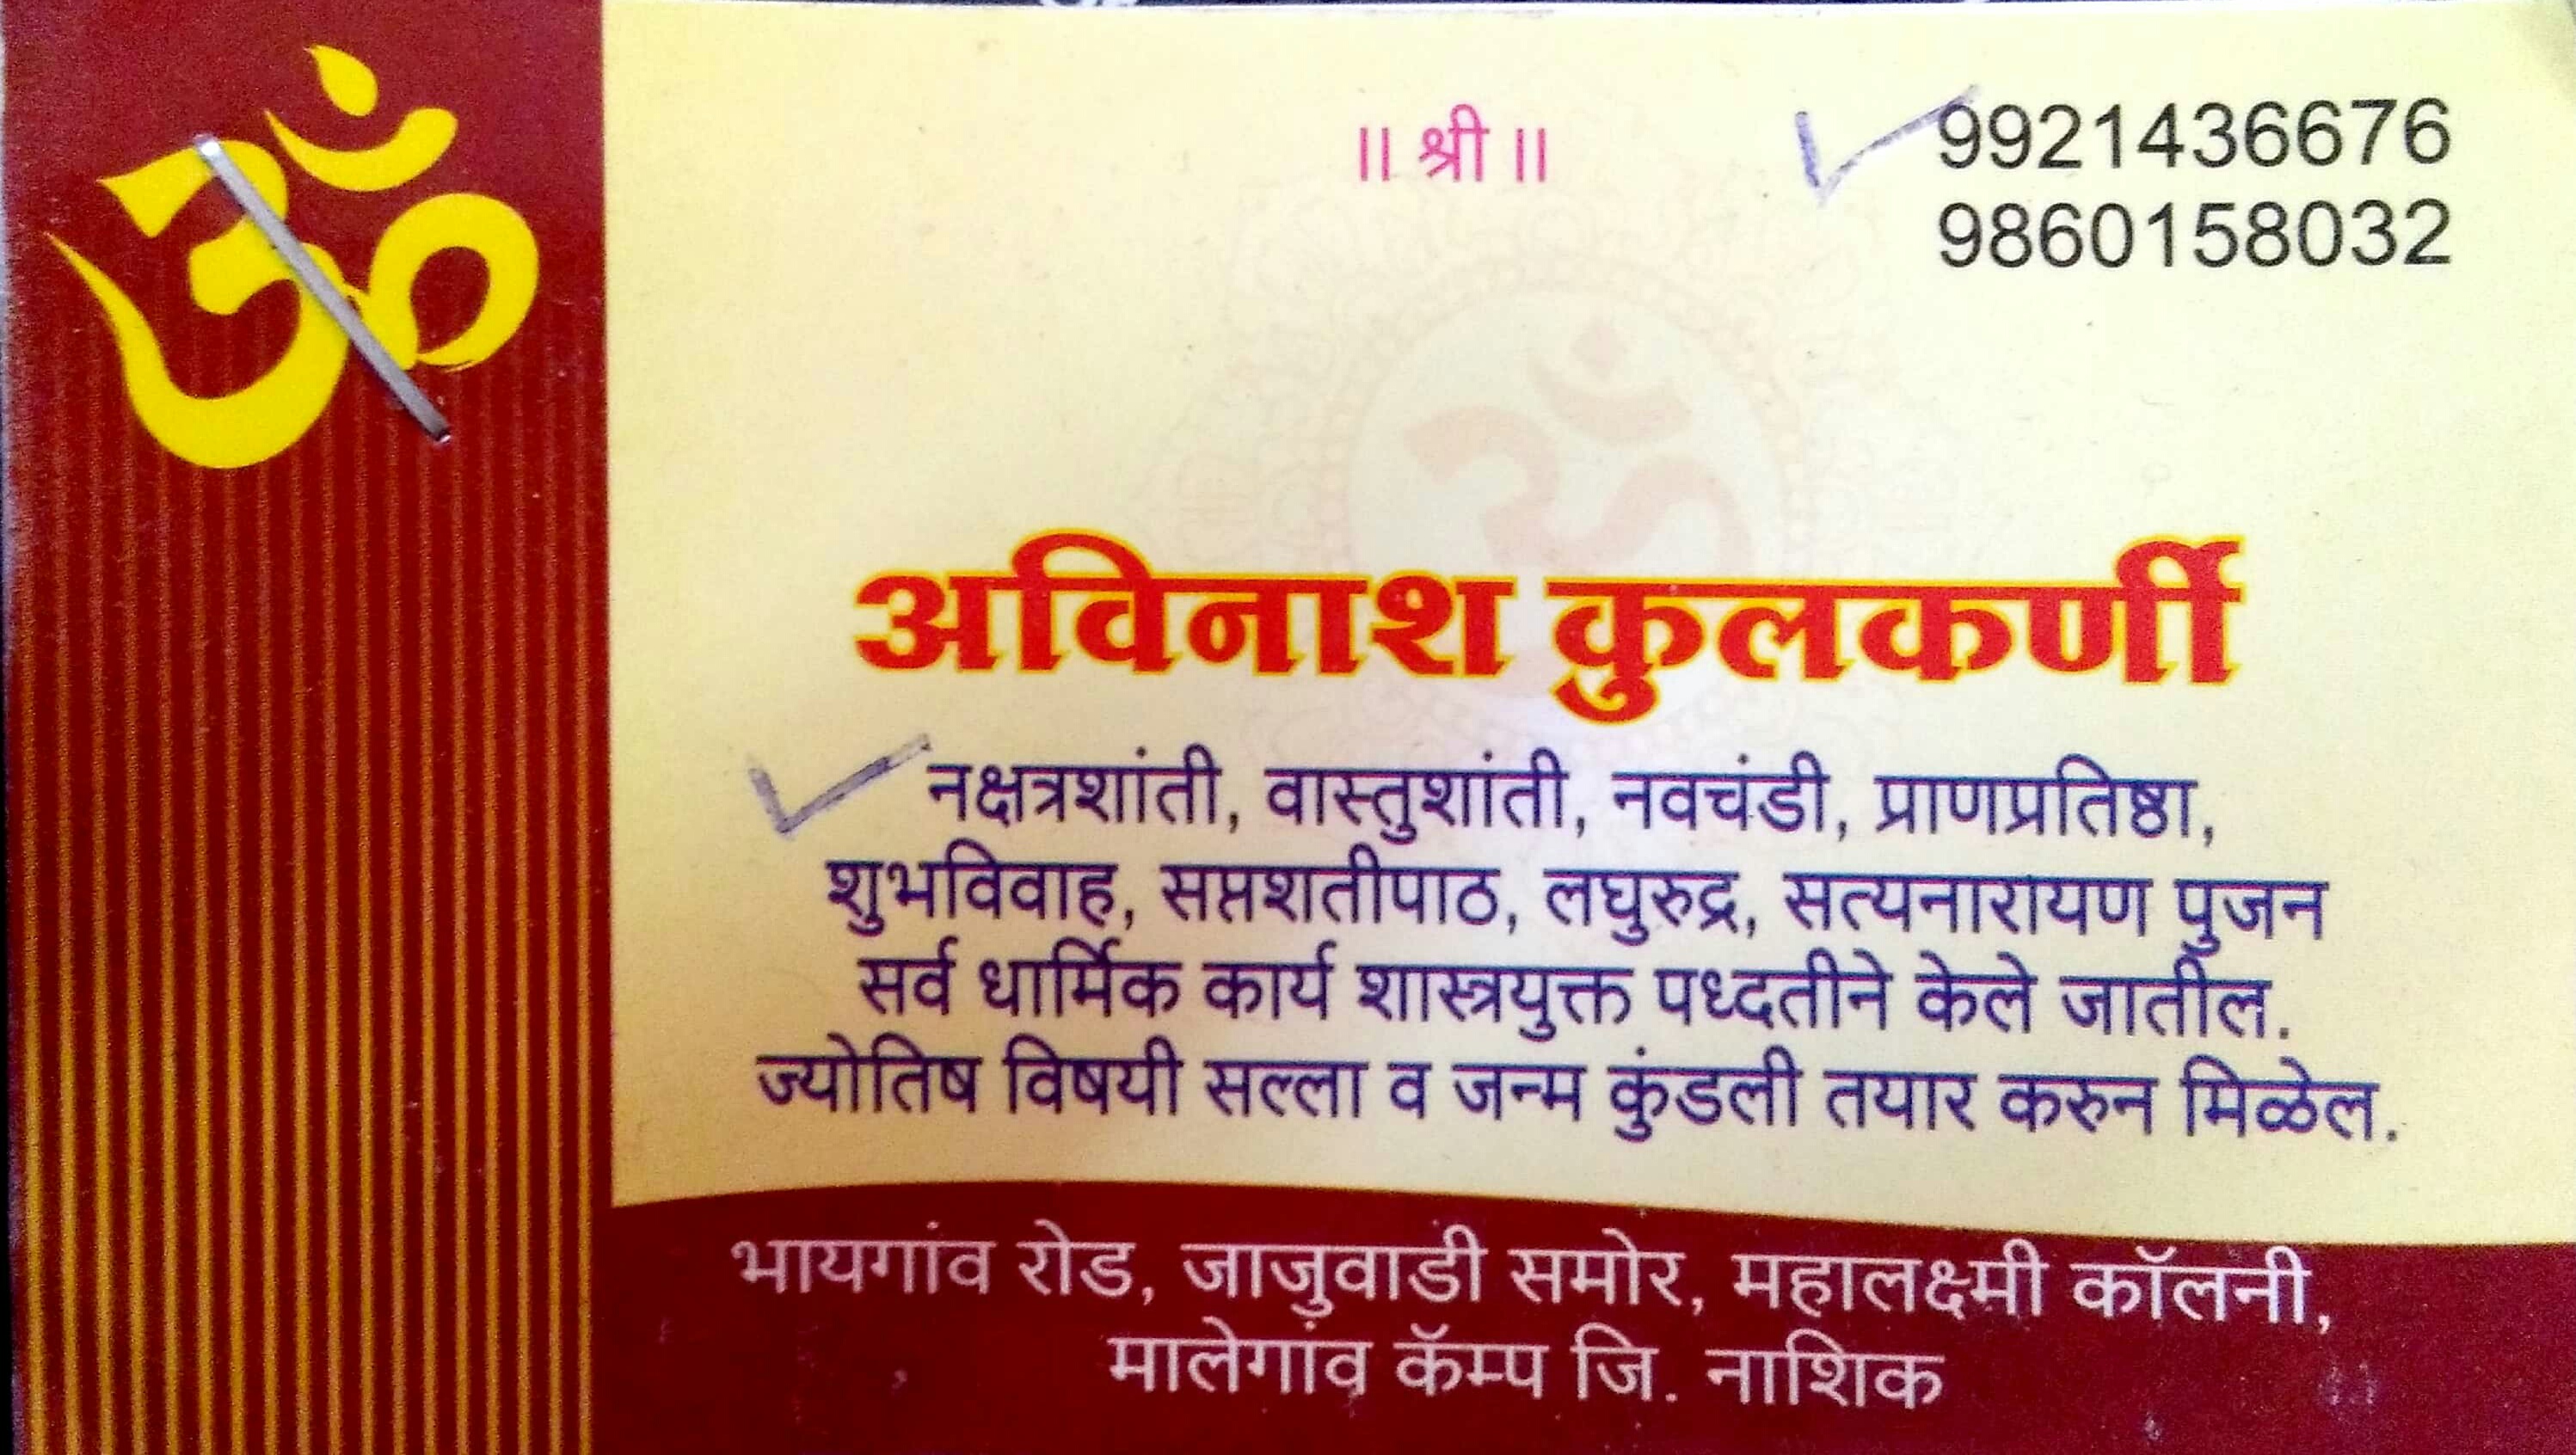 ॐ
॥ श्री ॥
9921436676
9860158032
अविनाश कुलकर्णी
नक्षत्रशांती, वास्तुशांती, नवचंडी, प्राणप्रतिष्ठा,
शुभविवाह, सप्तशतीपाठ, लघुरुद्र, सत्यनारायण पुजन
सर्व धार्मिक कार्य शास्त्रयुक्त पध्दतीने केले जातील.
ज्योतिष विषयी सल्ला व जन्म कुंडली तयार करुन मिळेल.
भायगांव रोड, जाजुवाडी समोर, महालक्ष्मी कॉलनी,
मालेगांव कॅम्प जि. नाशिक